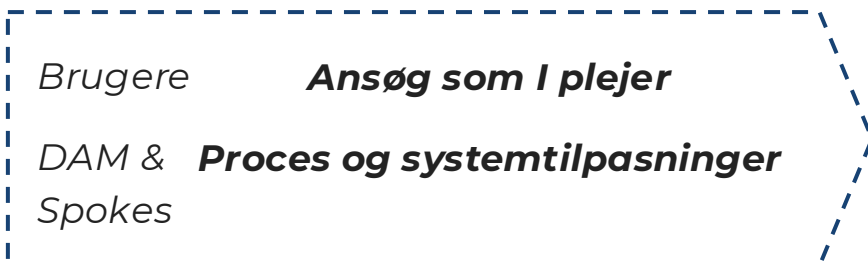 Brugere Ansøg som I plejer
DAM & Proces og systemtilpasninger
Spokes